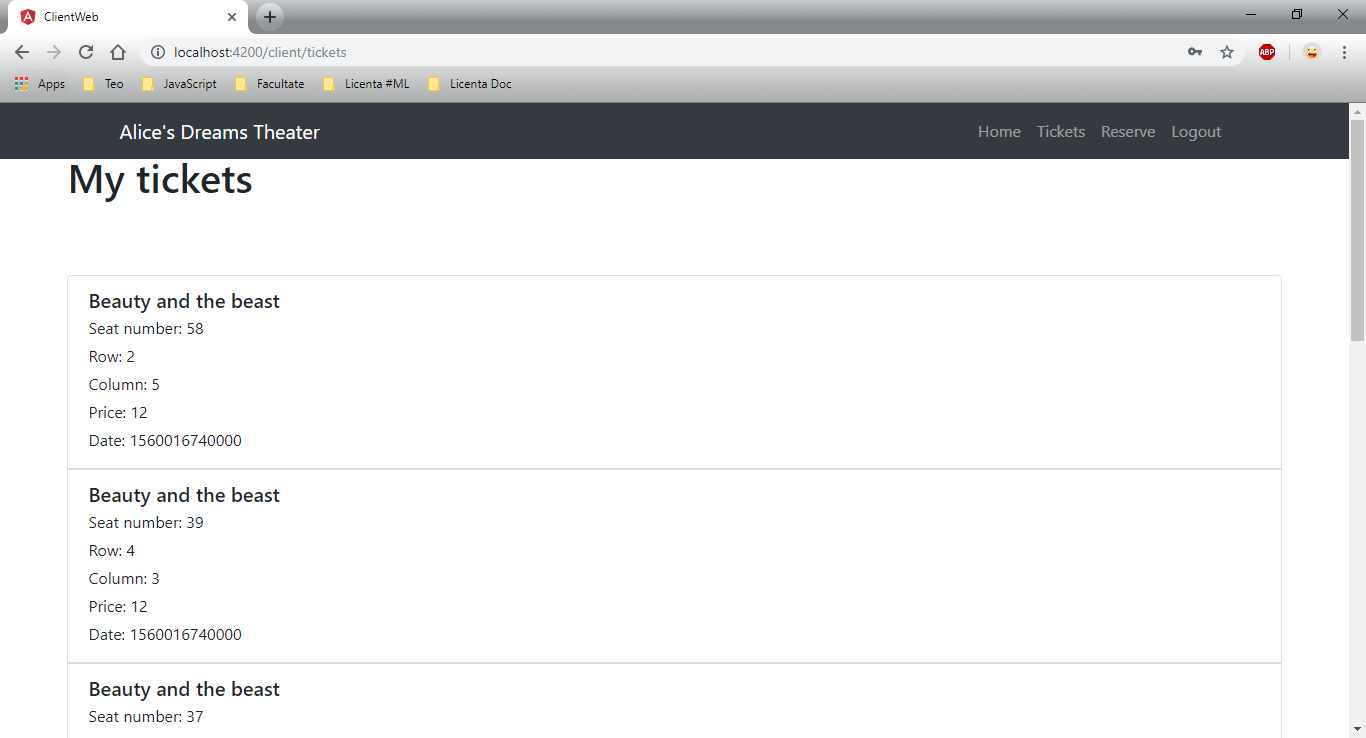 ClientWeb
localhost:4200/client/tickets
ABP
Apps Teo JavaScript Facultate Licenta #ML Licenta Doc
Alice's Dreams Theater Home Tickets Reserve Logout
My tickets
Beauty and the beast
Seat number: 58
Row: 2
Column: 5
Price: 12
Date: 1560016740000
Beauty and the beast
Seat number: 39
Row: 4
Column: 3
Price: 12
Date: 1560016740000
Beauty and the beast
Seat number: 37